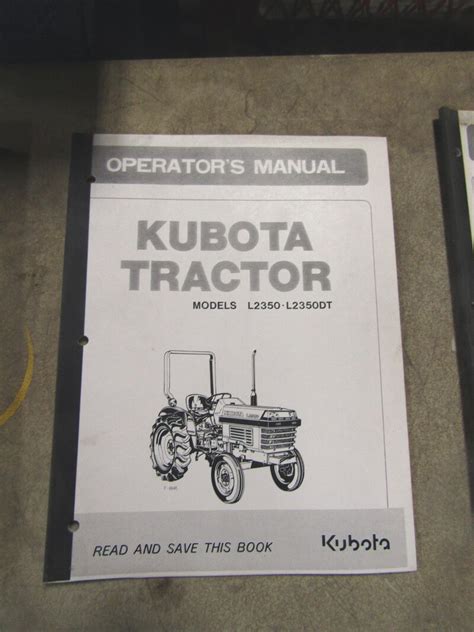 OPERATOR'S MANUAL
KUBOTA
TRACTOR
MODELS L2350·L2350DT
READ AND SAVE THIS BOOK
Kubota